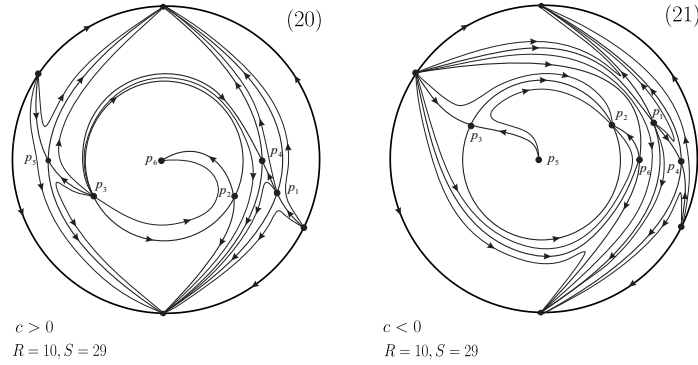 (20)
p₅
p₃
p₆
p₂
p₄
p₁
c > 0
R = 10, S = 29
(21)
p₃
p₅
p₂
p₁
p₆
p₄
c < 0
R = 10, S = 29